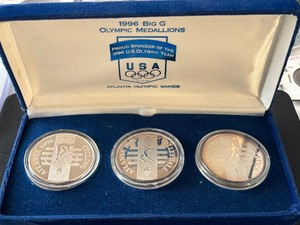 1996 BIG G
OLYMPIC MEDALLIONS
PROUD SPONSOR OF THE
1996 U.S. OLYMPIC TEAM
USA
ATLANTA OLYMPIC GAMES